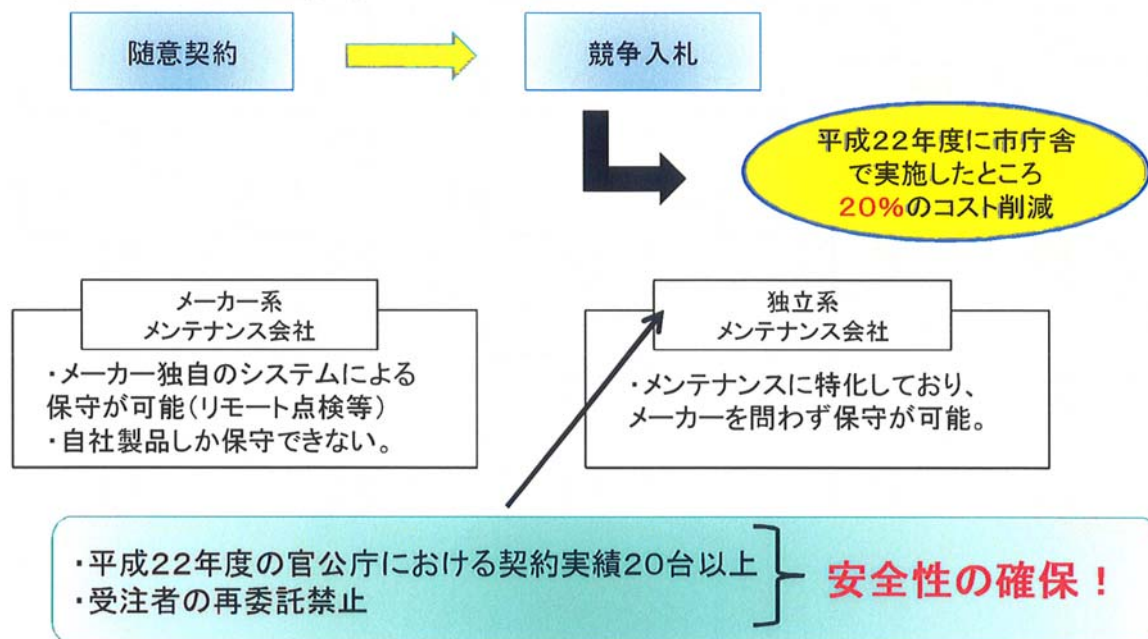 随意契約
競争入札
平成22年度に市庁舎
で実施したところ
20%のコスト削減
メーカー系
メンテナンス会社
・メーカー独自のシステムによる
保守が可能(リモート点検等)
・自社製品しか保守できない。
独立系
メンテナンス会社
・メンテナンスに特化しており、
メーカーを問わず保守が可能。
・平成22年度の官公庁における契約実績20台以上
・受注者の再委託禁止
安全性の確保!